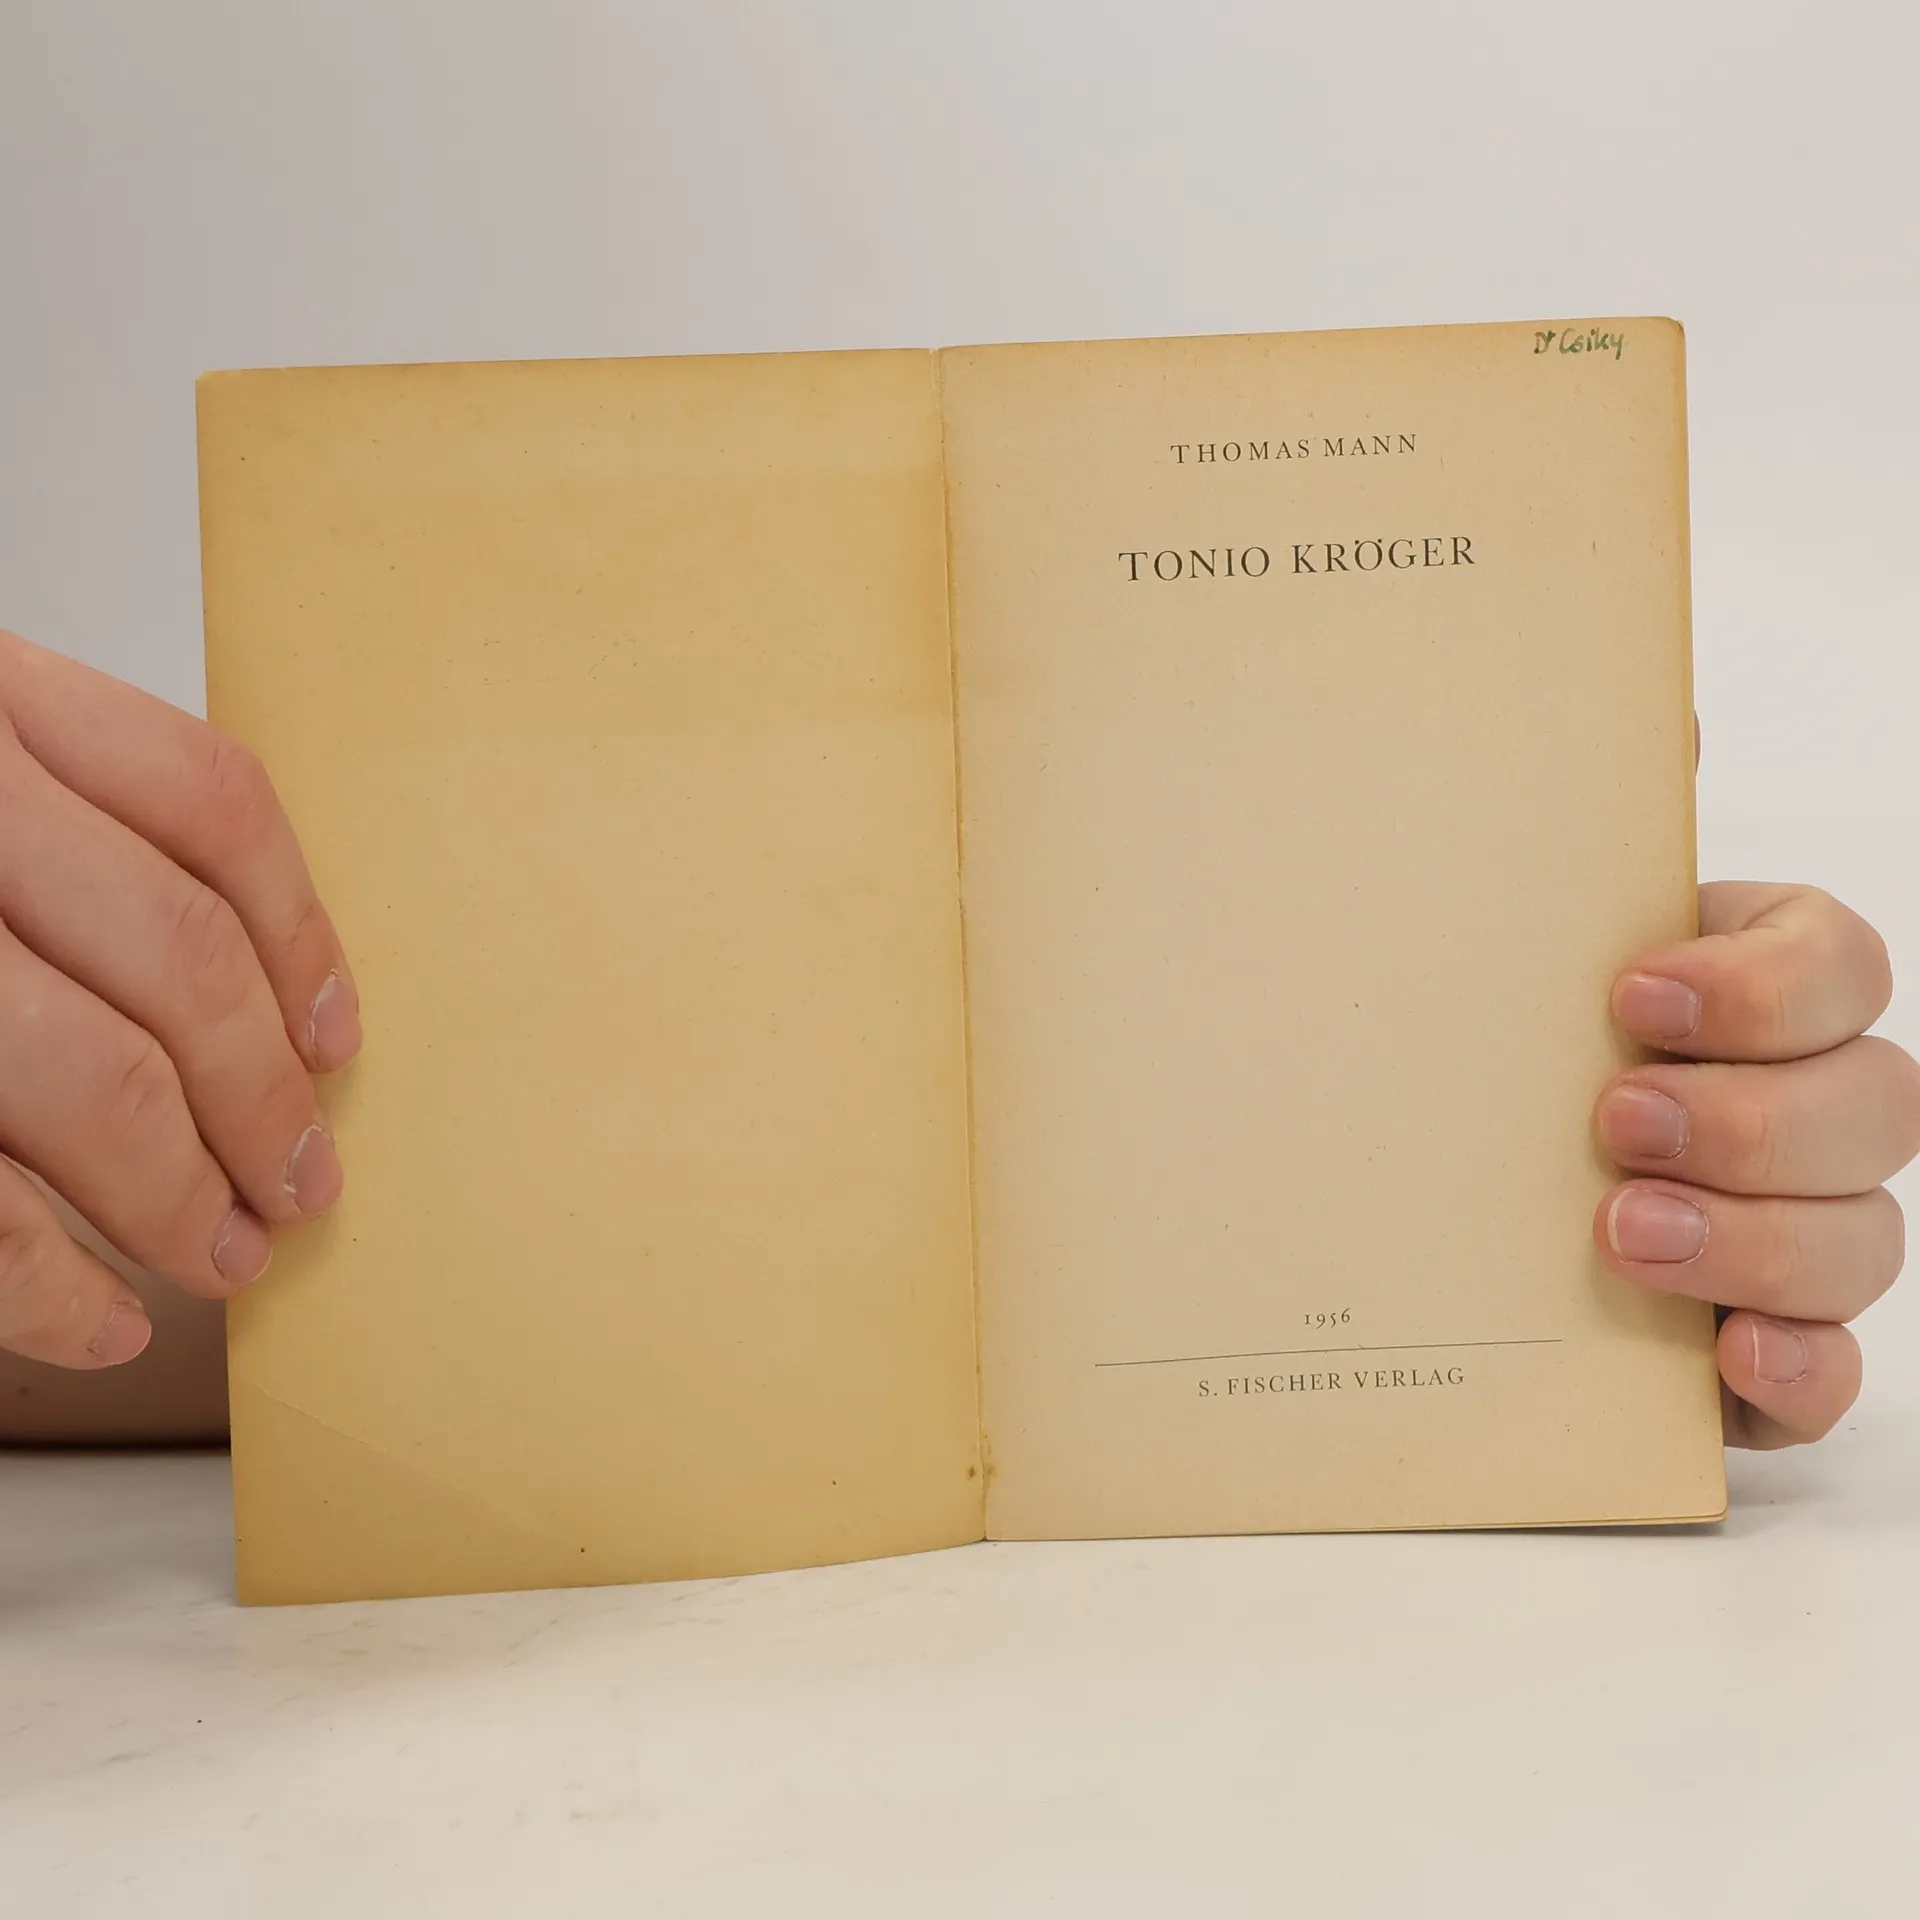 Dr Csiky
THOMAS MANN
TONIO KRÖGER
1956
S. FISCHER VERLAG